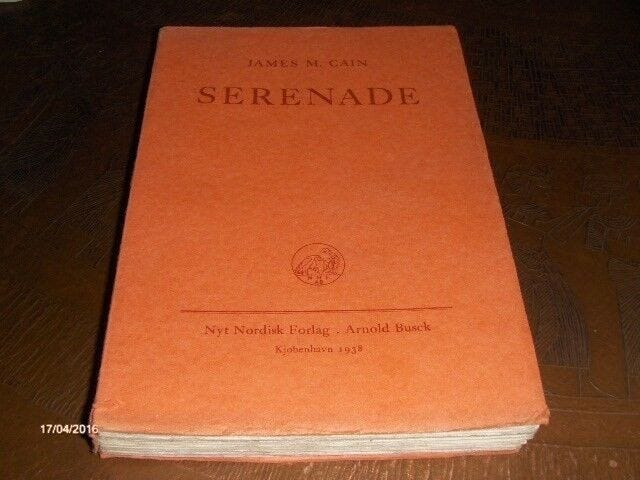 JAMES M. CAIN
SERENADE
Nyt Nordisk Forlag . Arnold Busck
Kjøbenhavn 1938
17/04/2016